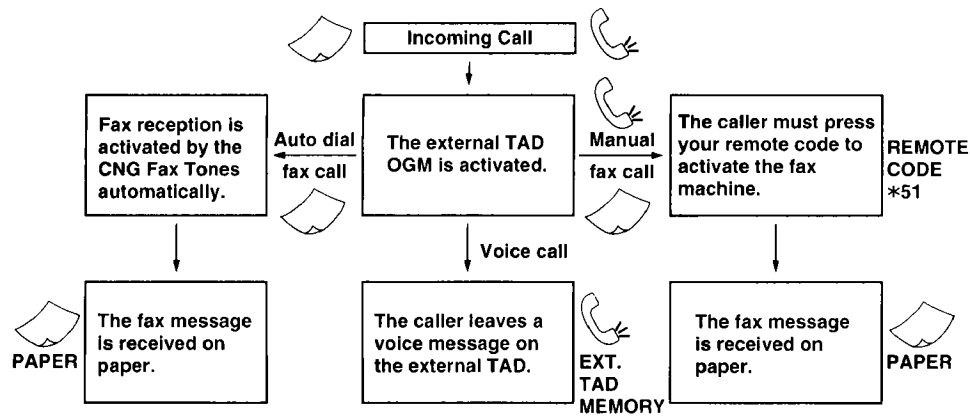 Incoming Call
Fax reception is
activated by the
CNG Fax Tones
automatically.
Auto dial
fax call
The external TAD
OGM is activated.
Manual
fax call
The caller must press
your remote code to
activate the fax
machine.
REMOTE
CODE
*51
Voice call
PAPER
The fax message
is received on
paper.
The caller leaves a
voice message on
the external TAD.
EXT.
TAD
MEMORY
The fax message
is received on
paper.
PAPER